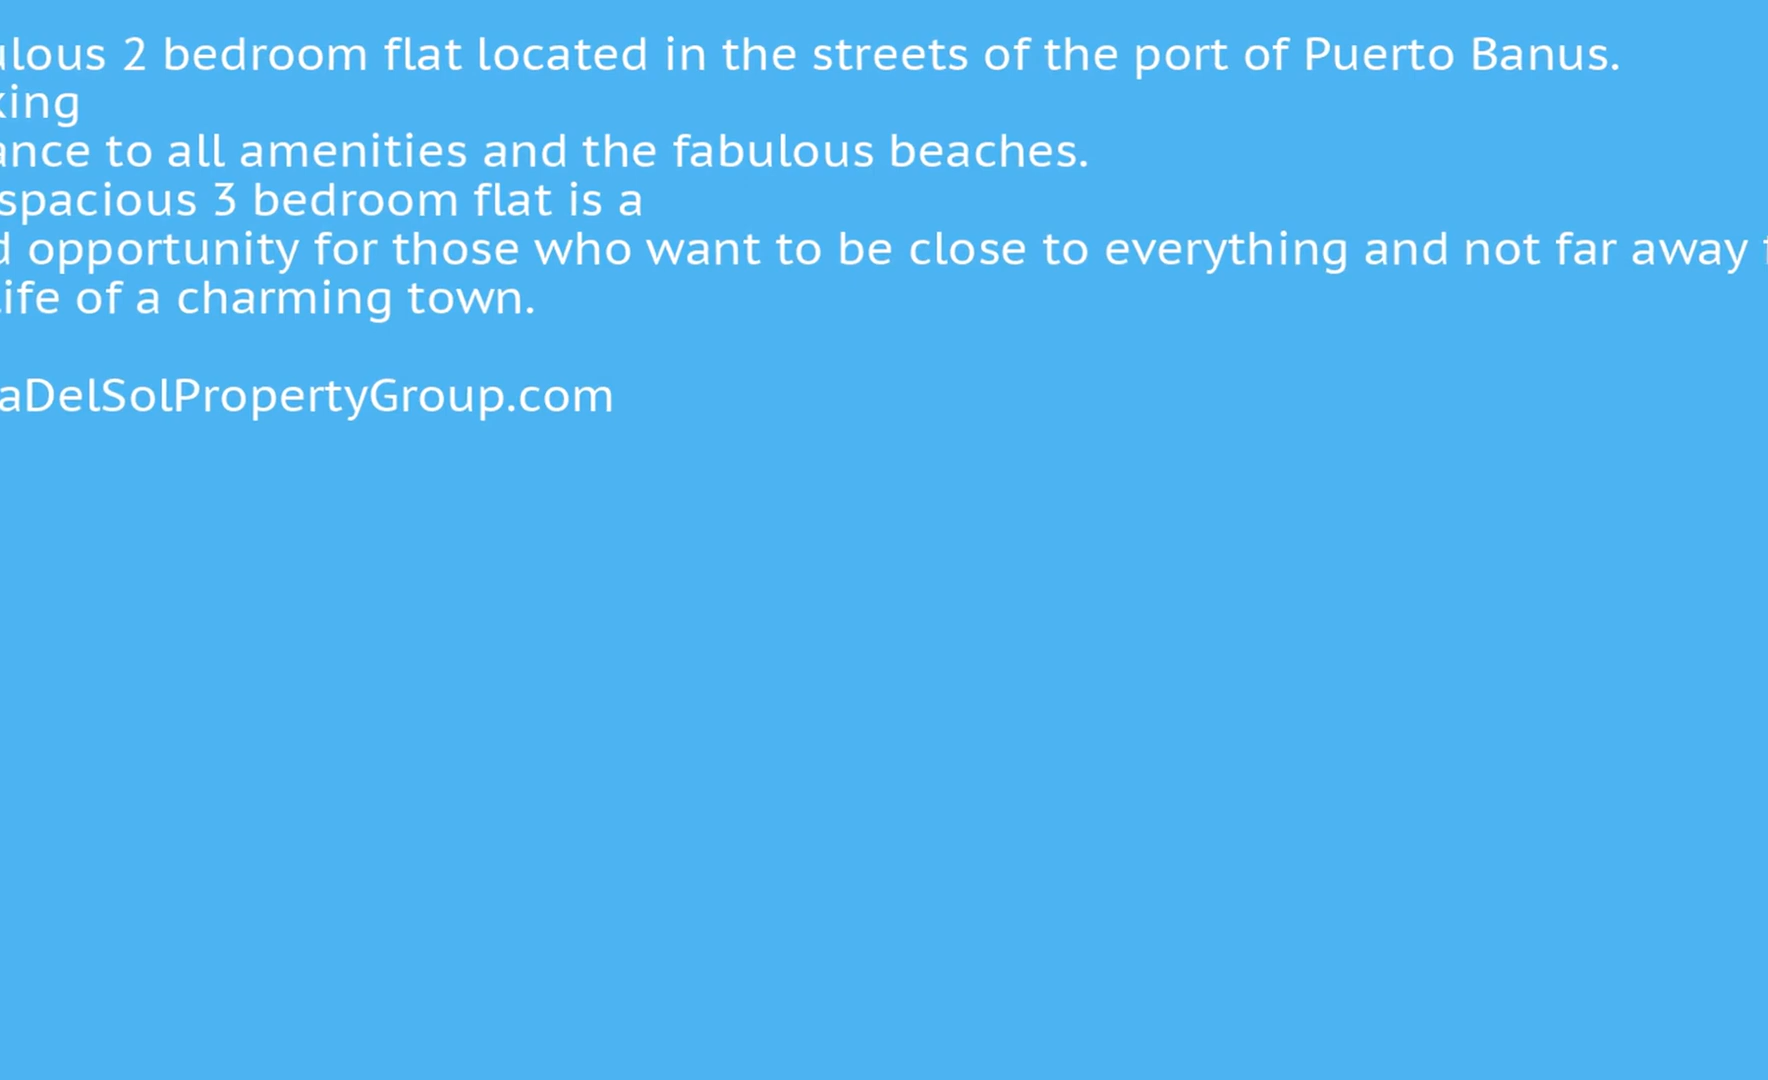 ulous 2 bedroom flat located in the streets of the port of Puerto Banus.
king
ance to all amenities and the fabulous beaches.
spacious 3 bedroom flat is a
d opportunity for those who want to be close to everything and not far away
life of a charming town.
aDelSolPropertyGroup.com